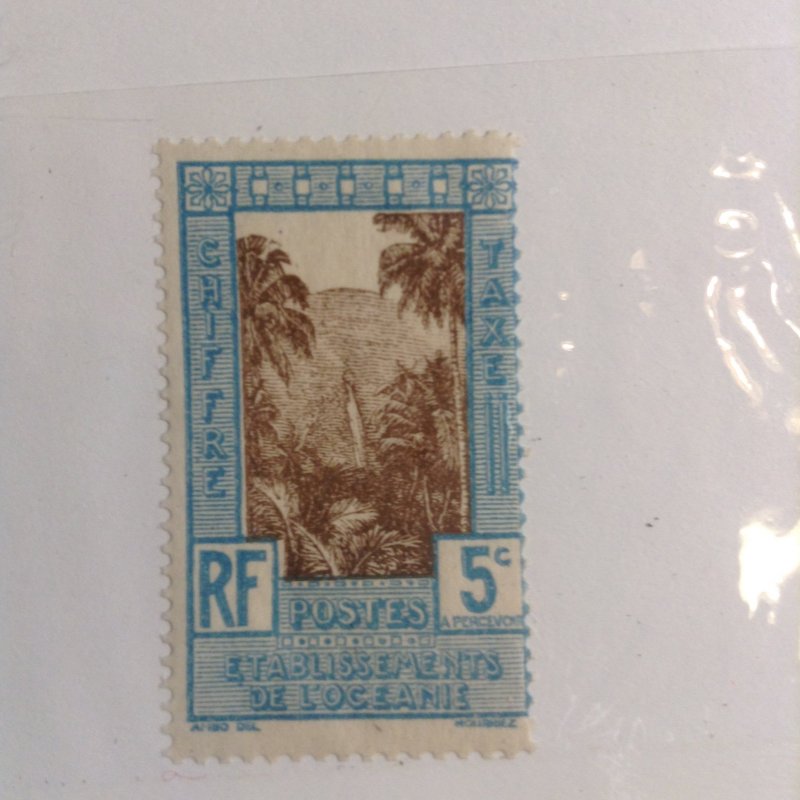 CHIFFRE
TAXE
RF
5c
A PERCEVOIR
POSTES
ETABLISSEMENTS
DE L'OCEANIE